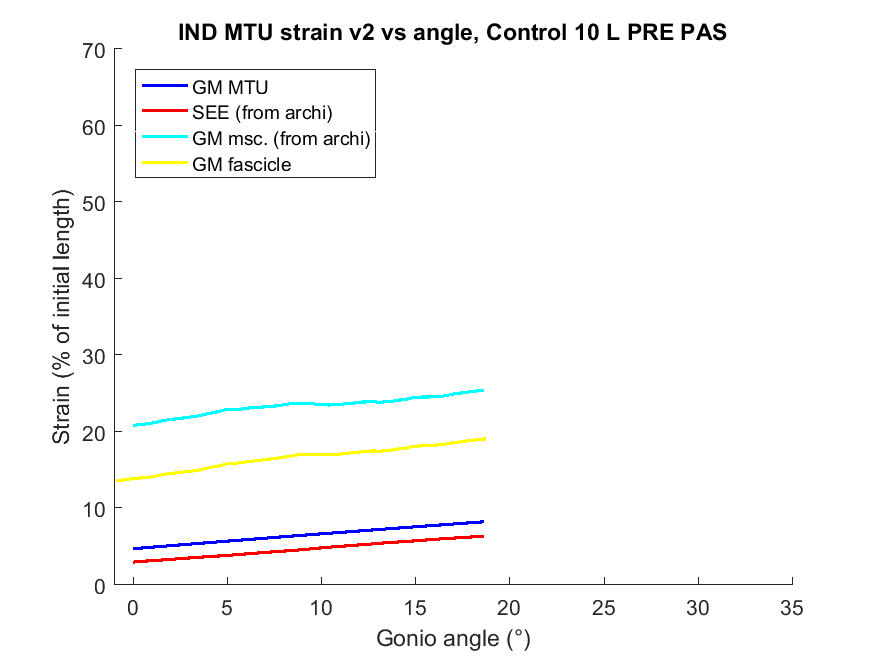 IND MTU strain v2 vs angle, Control 10 L PRE PAS
70
60
50
40
30
20
10
0
Strain (% of initial length)
GM MTU
SEE (from archi)
GM msc. (from archi)
GM fascicle
0 5 10 15 20 25 30 35
Gonio angle (°)